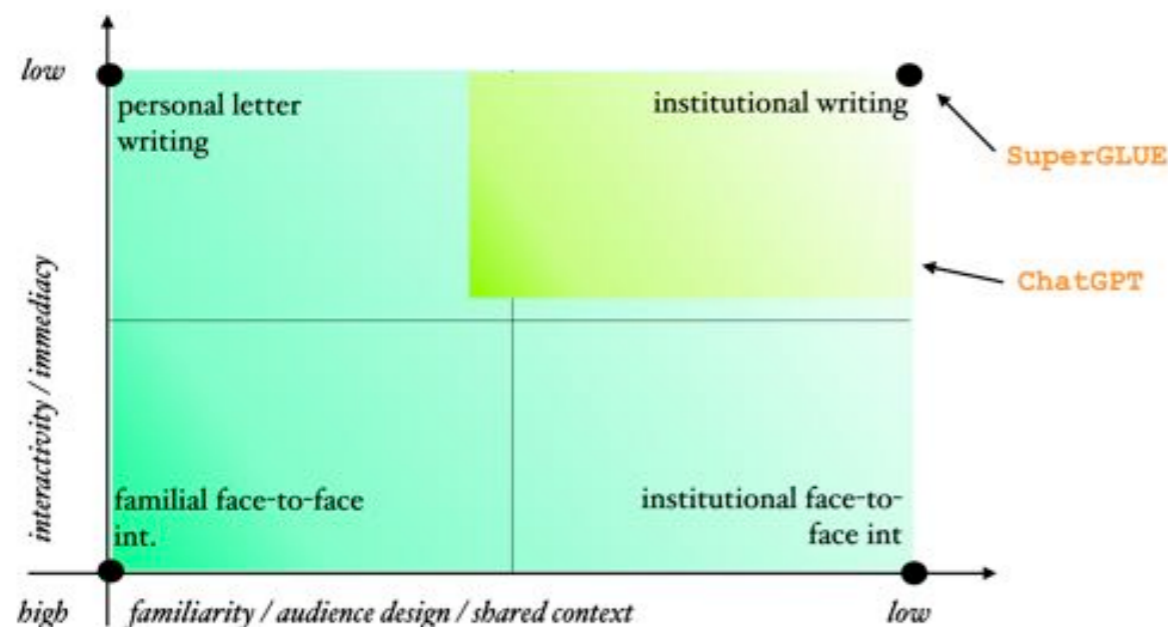 low
personal letter
writing
institutional writing
SuperGLUE
ChatGPT
interactivity / immediacy
familial face-to-face
int.
institutional face-to-
face int
high
familiarity / audience design / shared context
low